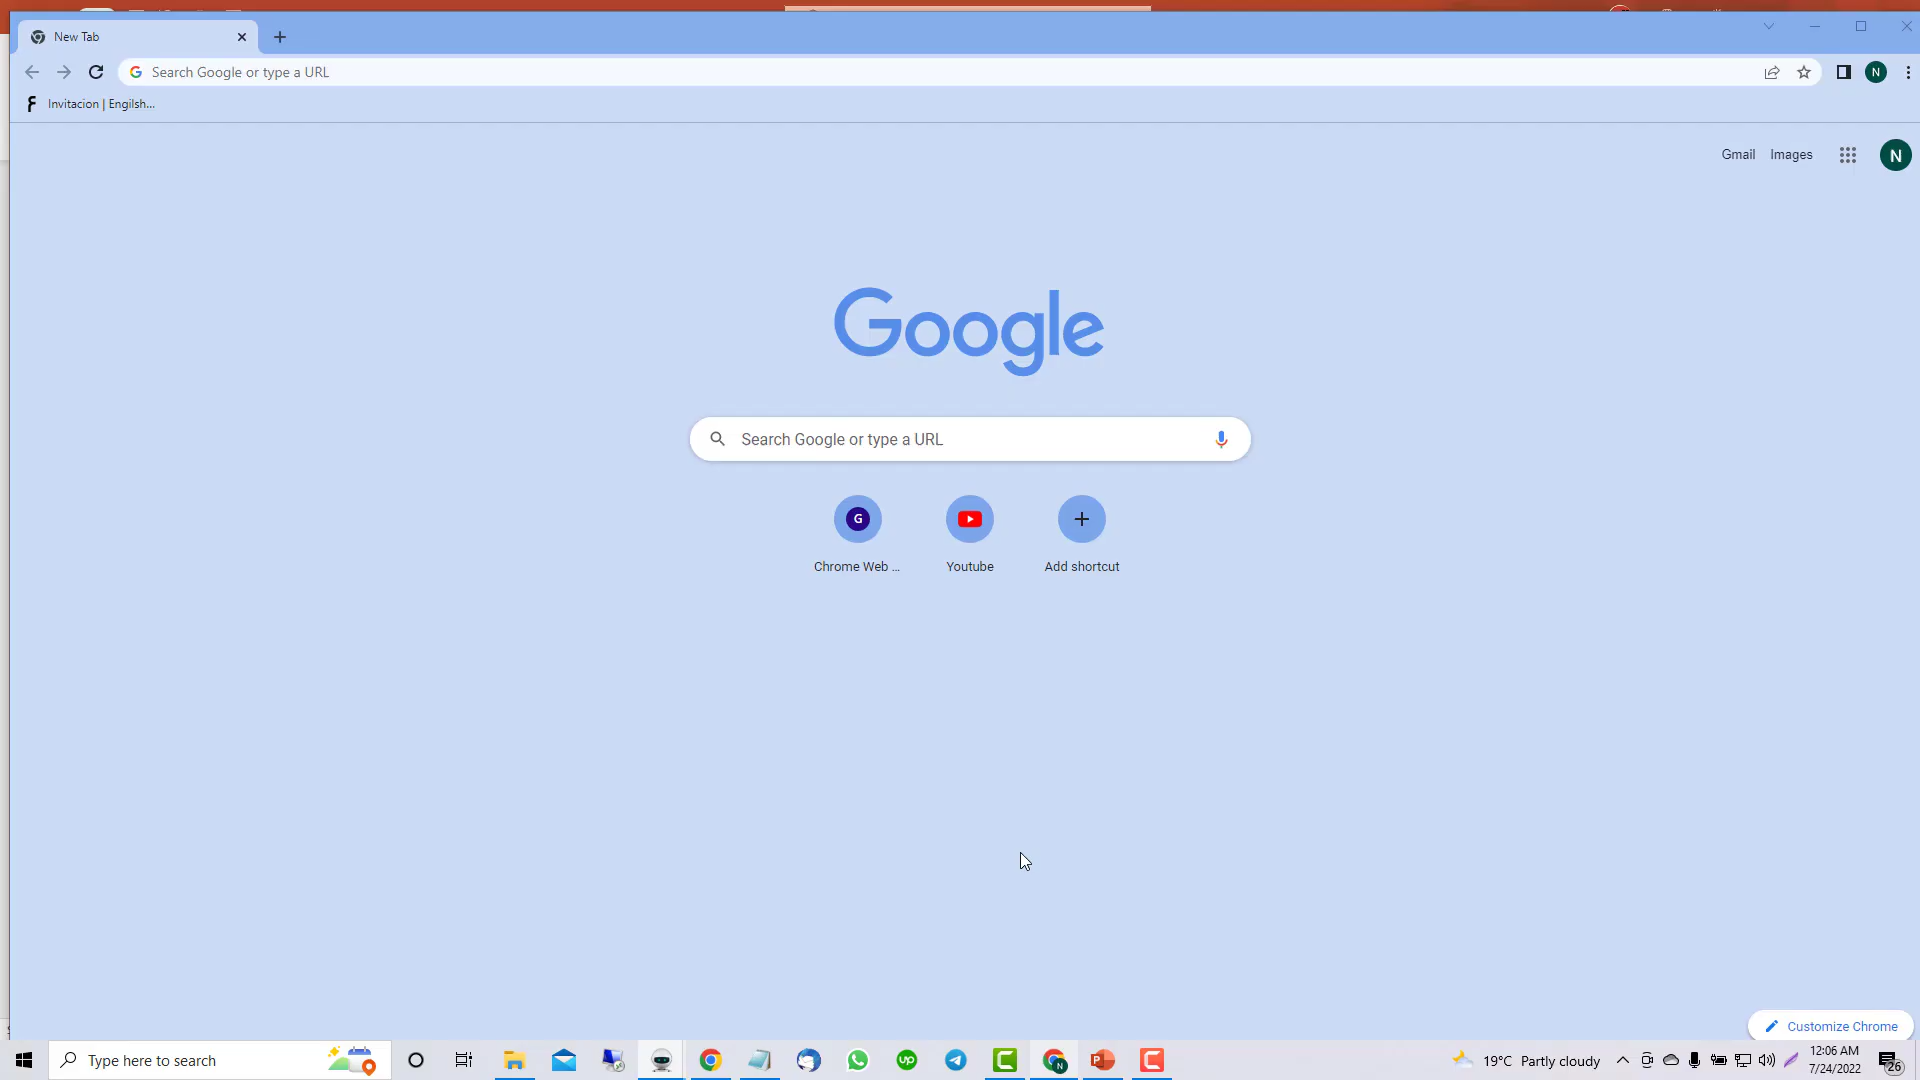 New Tab
Search Google or type a URL
N
Invitacion | Engilsh...
Gmail Images
N
Google
Search Google or type a URL
G
Chrome Web ...
Youtube
Add shortcut
Customize Chrome
Type here to search
up
N
P
C
19°C Partly cloudy
12:06 AM
7/24/2022
26